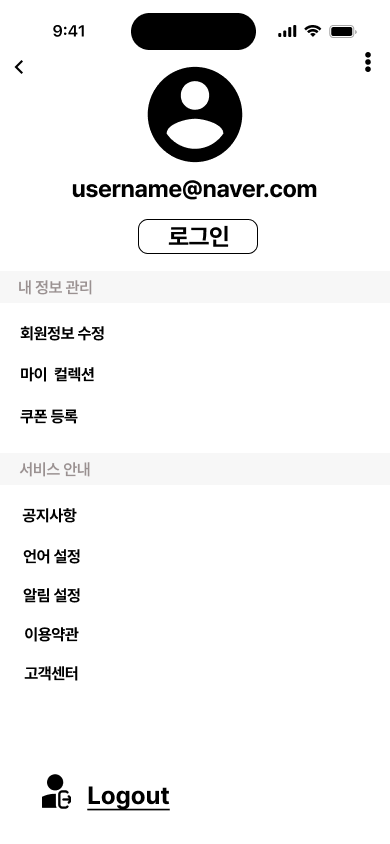 9:41
username@naver.com
로그인
내 정보 관리
회원정보 수정
마이 컬렉션
쿠폰 등록
서비스 안내
공지사항
언어 설정
알림 설정
이용약관
고객센터
Logout